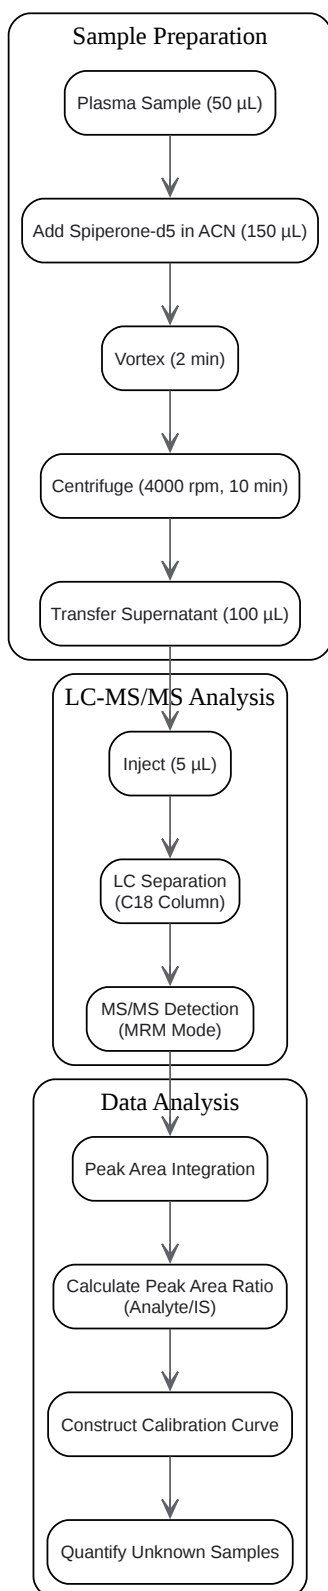 Sample Preparation
Plasma Sample (50 µL)
Add Spiperone-d5 in ACN (150 µL)
Vortex (2 min)
Centrifuge (4000 rpm, 10 min)
Transfer Supernatant (100 µL)
LC-MS/MS Analysis
Inject (5 µL)
LC Separation
(C18 Column)
MS/MS Detection
(MRM Mode)
Data Analysis
Peak Area Integration
Calculate Peak Area Ratio
(Analyte/IS)
Construct Calibration Curve
Quantify Unknown Samples